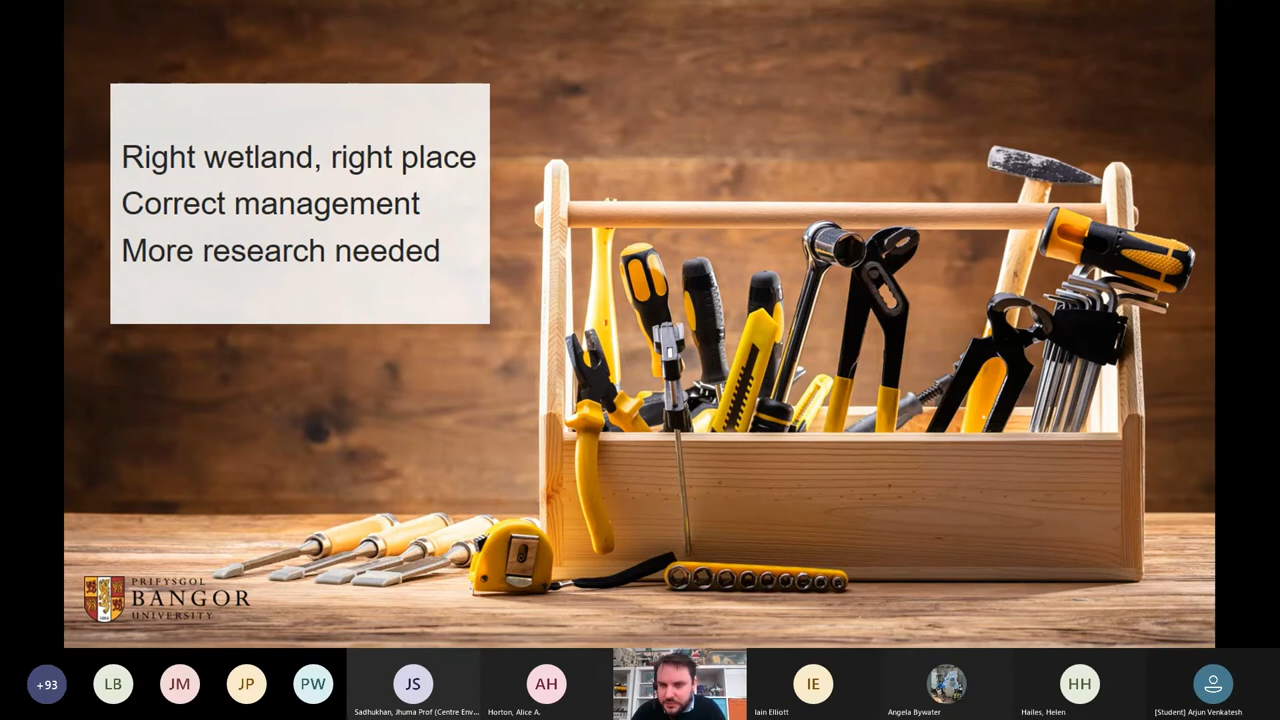 Right wetland, right place
Correct management
More research needed
PRIFYSGOL
BANGOR
UNIVERSITY
+93
LB
JM
JP
PW
JS
Sadhukhan, Jhuma Prof (Centre Env...
AH
Horton, Alice A.
IE
Iain Elliott
Angela Bywater
HH
Hailes, Helen
[Student] Arjun Venkatesh